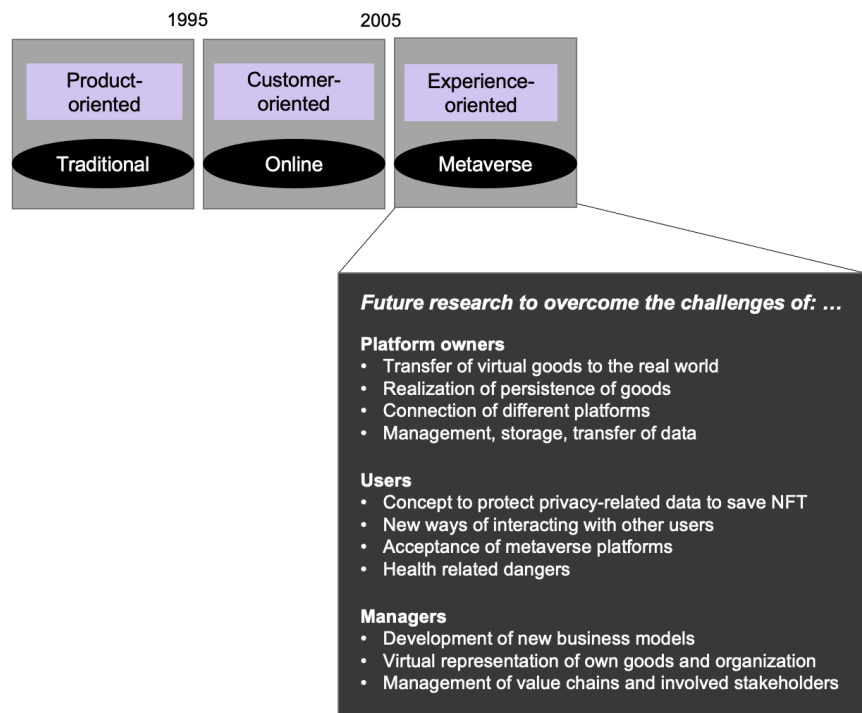 1995
2005
Product-
oriented
Customer-
oriented
Experience-
oriented
Traditional
Online
Metaverse
Future research to overcome the challenges of: …
Platform owners
• Transfer of virtual goods to the real world
• Realization of persistence of goods
• Connection of different platforms
• Management, storage, transfer of data
Users
• Concept to protect privacy-related data to save NFT
• New ways of interacting with other users
• Acceptance of metaverse platforms
• Health related dangers
Managers
• Development of new business models
• Virtual representation of own goods and organization
• Management of value chains and involved stakeholders